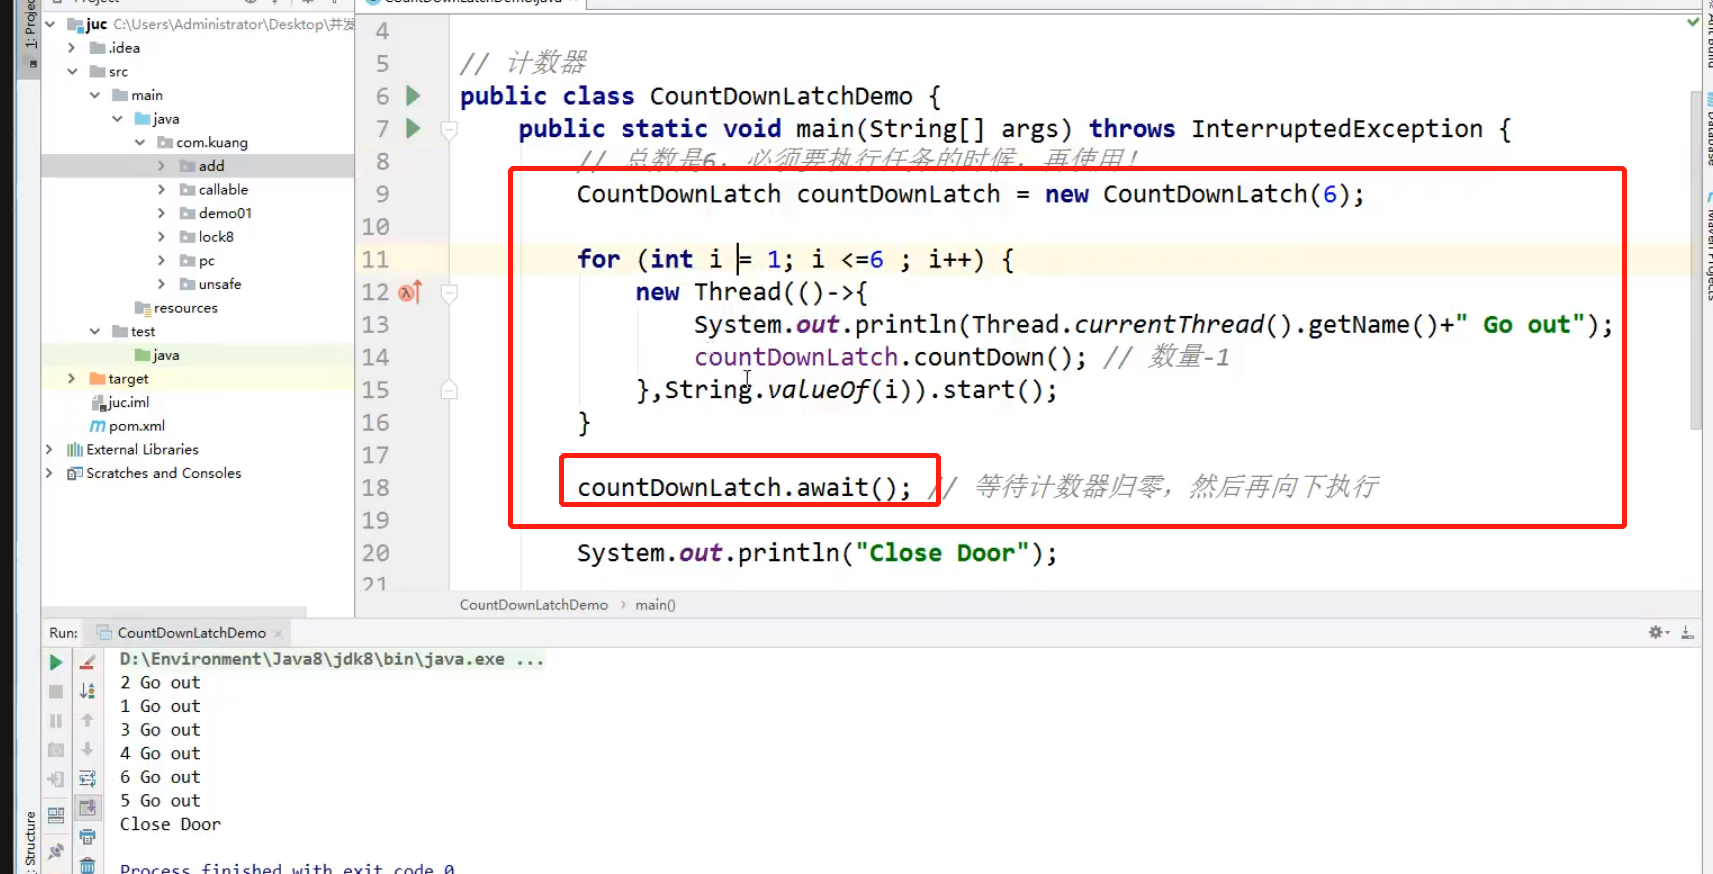 juc C:\Users\Administrator\Desktop\并发
.idea
src
main
java
com.kuang
add
callable
demo01
lock8
pc
unsafe
resources
test
java
target
juc.iml
pom.xml
External Libraries
Scratches and Consoles
1: Projec
4
5 // 计数器
6 public class CountDownLatchDemo {
7 public static void main(String[] args) throws InterruptedException {
8 // 总数是6，必须要执行任务的时候，再使用！
9 CountDownLatch countDownLatch = new CountDownLatch(6);
10
11 for (int i = 1; i <=6 ; i++) {
12 new Thread(()->{
13 System.out.println(Thread.currentThread().getName()+" Go out");
14 countDownLatch.countDown(); // 数量-1
15 },String.valueOf(i)).start();
16 }
17
18 countDownLatch.await(); // 等待计数器归零，然后再向下执行
19
20 System.out.println("Close Door");
21
CountDownLatchDemo › main()
Run: CountDownLatchDemo
D:\Environment\Java8\jdk8\bin\java.exe ...
2 Go out
1 Go out
3 Go out
4 Go out
6 Go out
5 Go out
Close Door
Process finished with exit code 0
Structure
Database